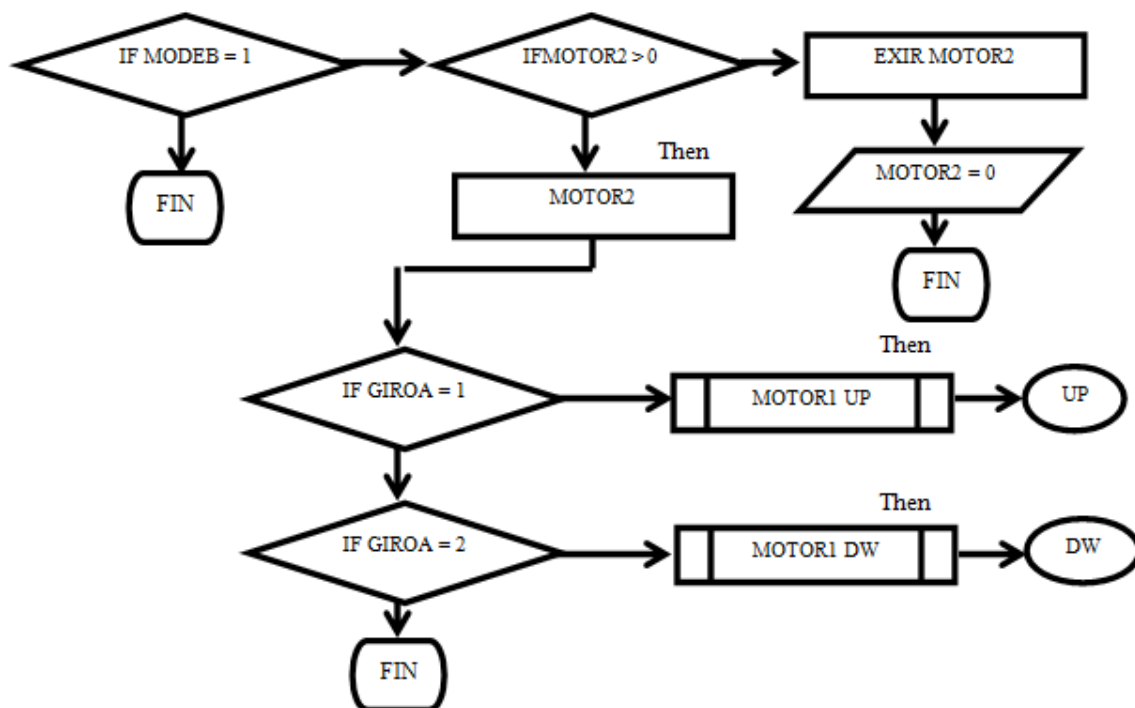 IF MODEB = 1
IFMOTOR2 > 0
EXIR MOTOR2
Then
MOTOR2 = 0
FIN
MOTOR2
FIN
Then
IF GIROA = 1
MOTOR1 UP
UP
Then
IF GIROA = 2
MOTOR1 DW
DW
FIN